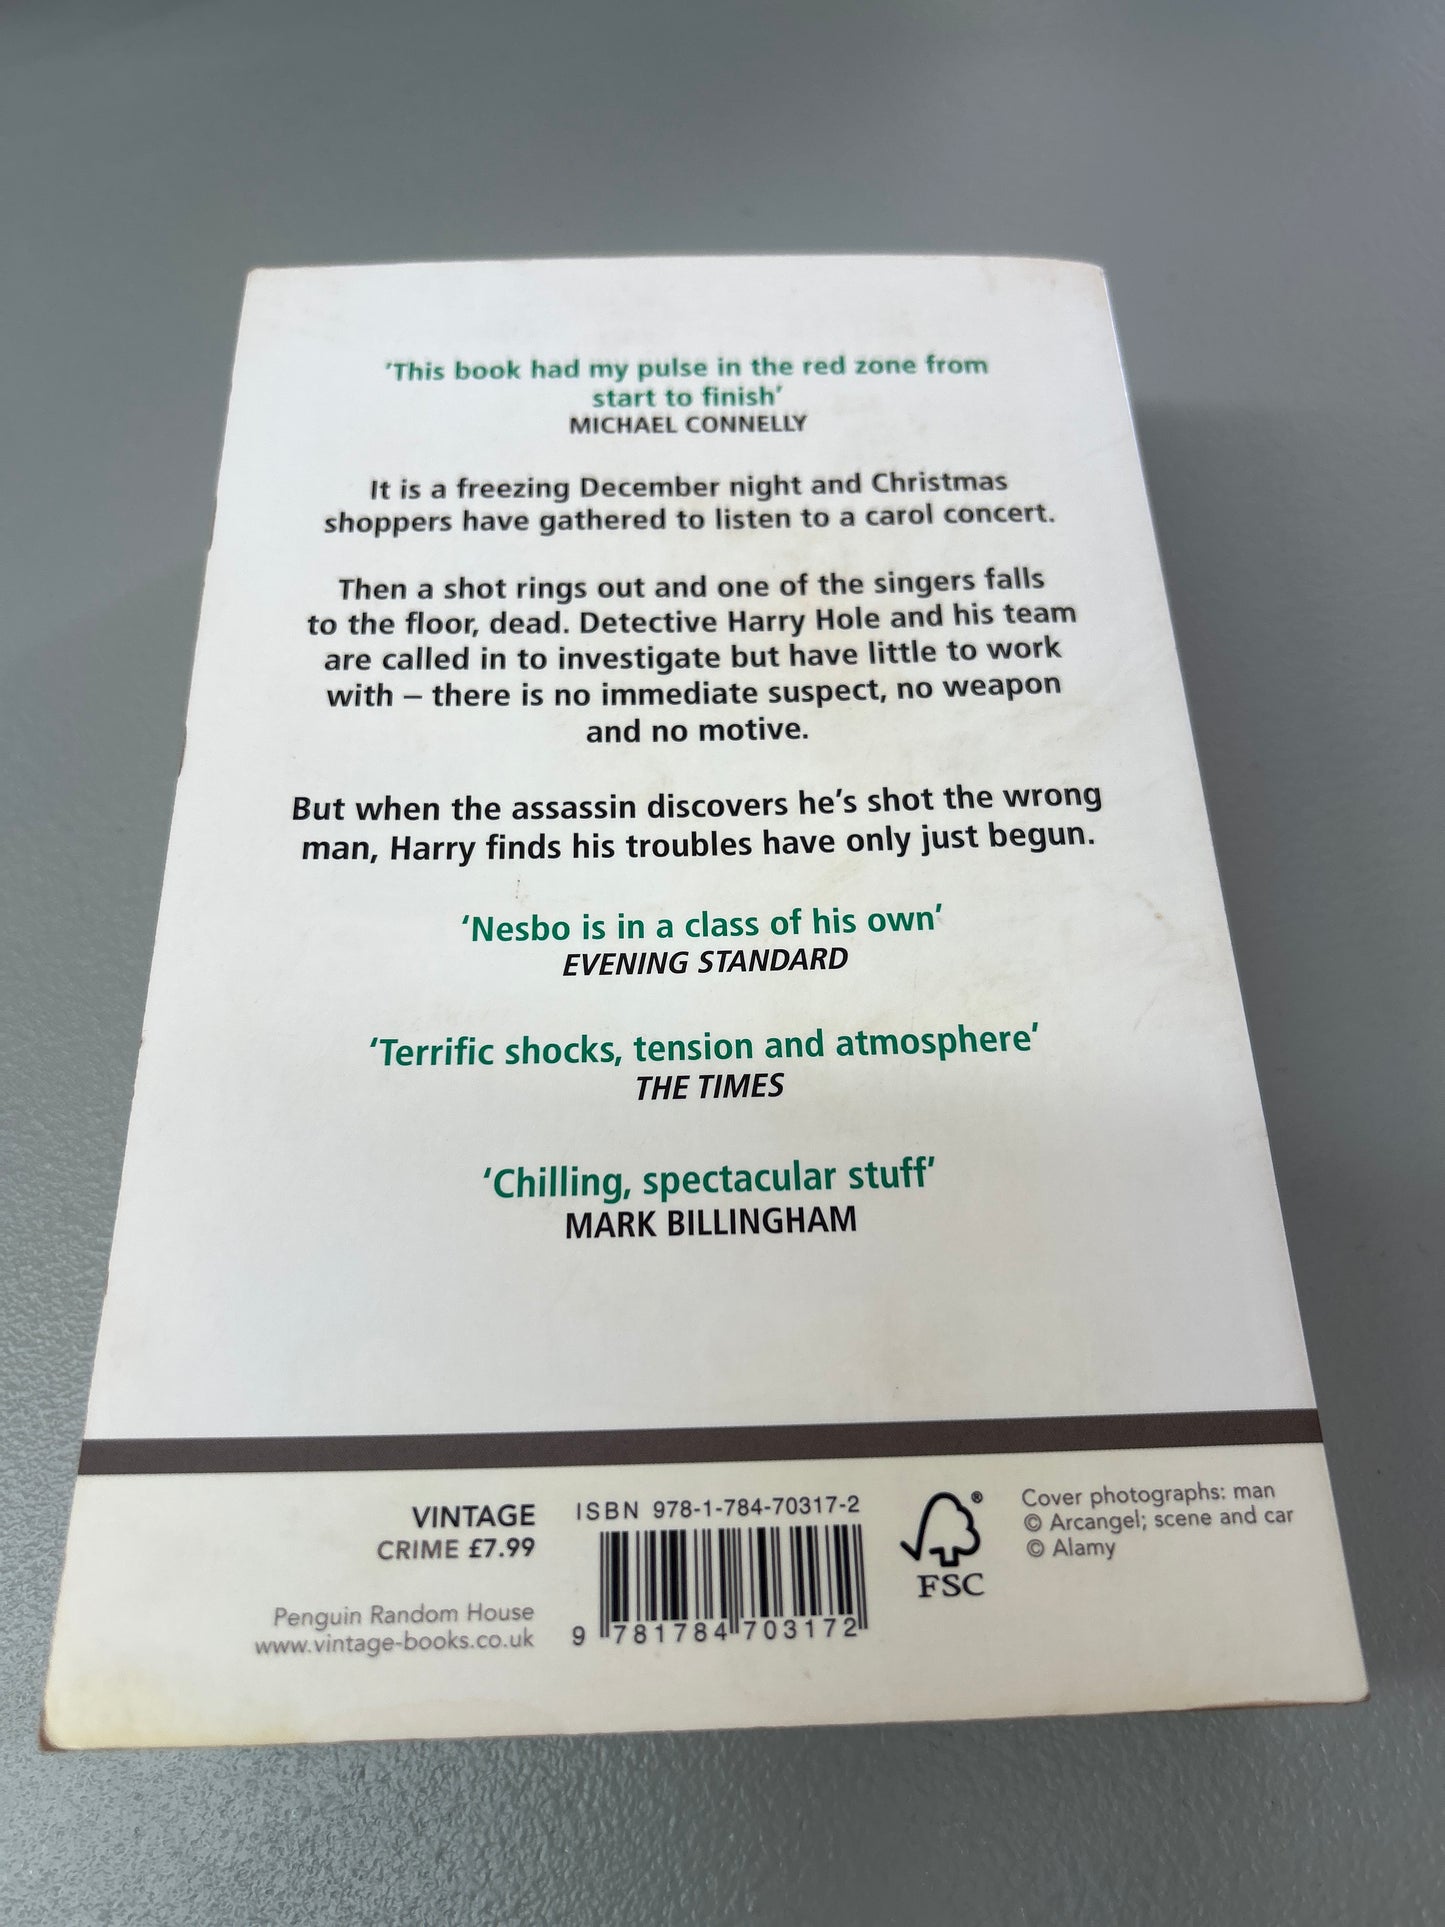 ‘This book had my pulse in the red zone from
start to finish’
MICHAEL CONNELLY
It is a freezing December night and Christmas
shoppers have gathered to listen to a carol concert.
Then a shot rings out and one of the singers falls
to the floor, dead. Detective Harry Hole and his team
are called in to investigate but have little to work
with – there is no immediate suspect, no weapon
and no motive.
But when the assassin discovers he’s shot the wrong
man, Harry finds his troubles have only just begun.
‘Nesbo is in a class of his own’
EVENING STANDARD
‘Terrific shocks, tension and atmosphere’
THE TIMES
‘Chilling, spectacular stuff’
MARK BILLINGHAM
VINTAGE
CRIME £7.99
Penguin Random House
www.vintage-books.co.uk
ISBN 978-1-784-70317-2
9 781784 703172
®
FSC
Cover photographs: man
© Arcangel; scene and car
© Alamy